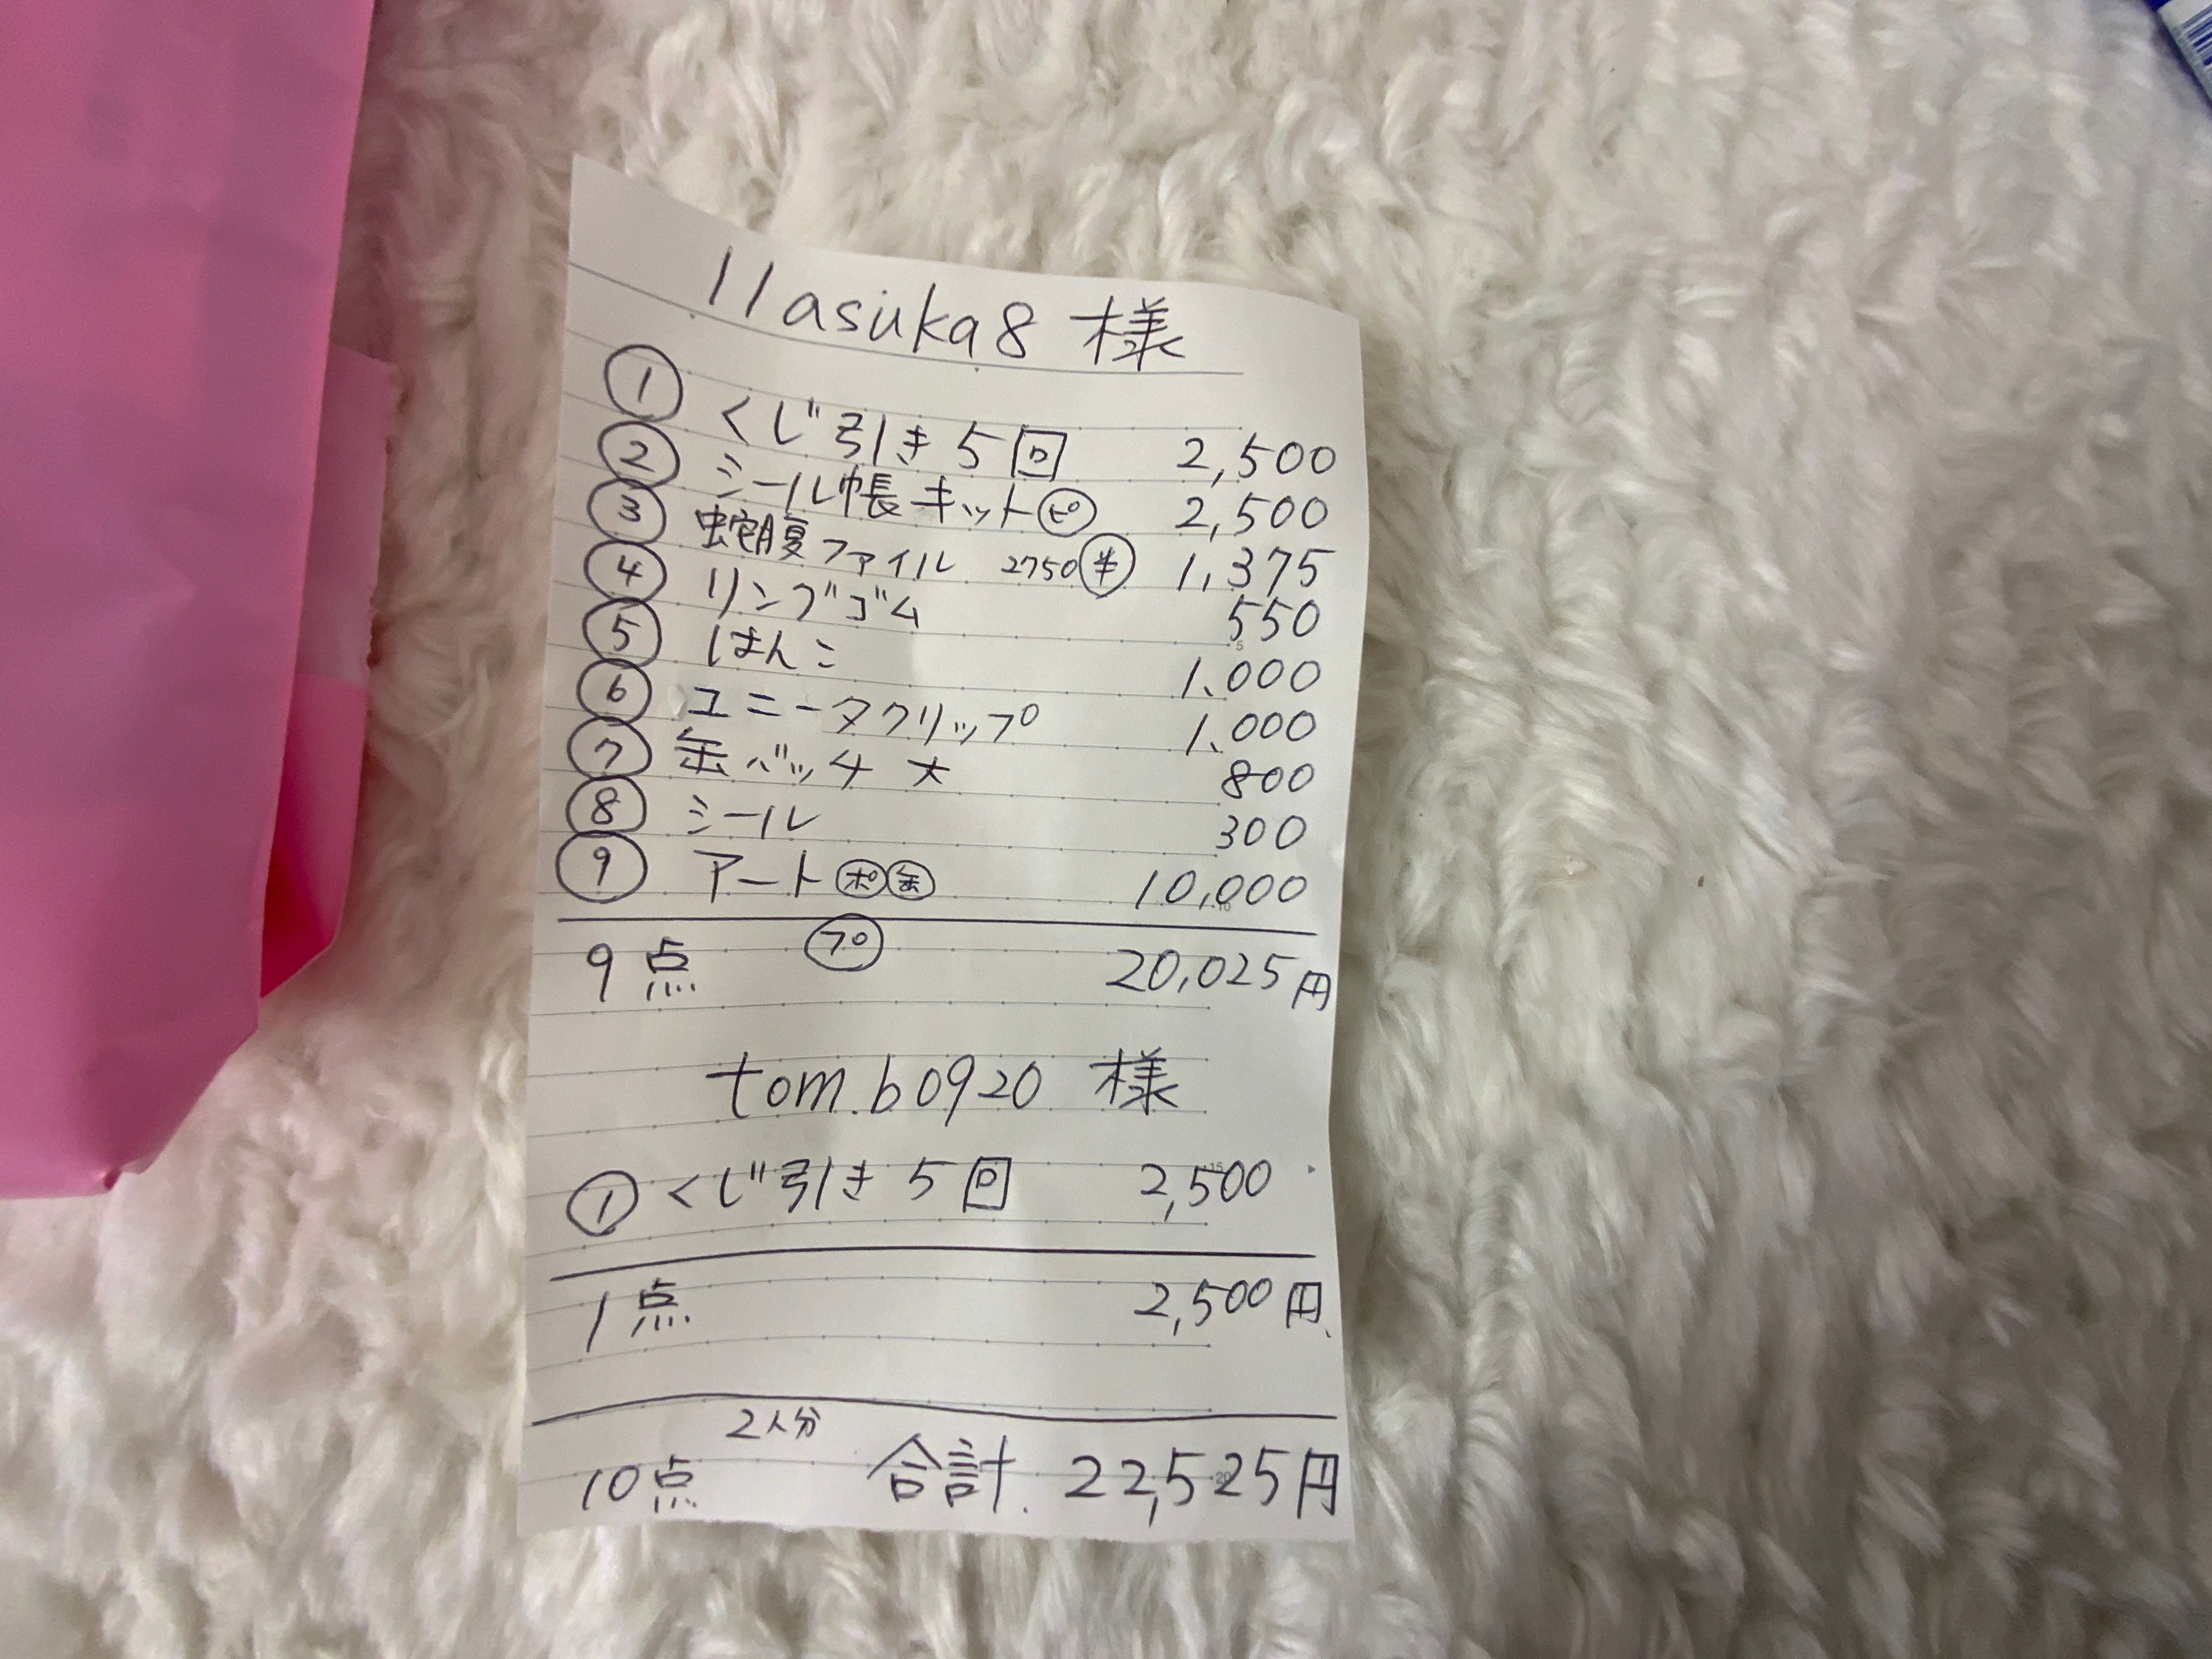 11asuka8 様
① くじ引き 5回 2,500
② シール帳キット㋪ 2,500
③ 蛇腹ファイル 2750(半) 1,375
④ リングゴム 550
⑤ はんこ 1.000
⑥ ユニークリップ 1.000
⑦ 缶バッチ 大 800
⑧ シール 300
⑨ アート(ポ)(缶) 10,000
(プ)
9点 20,025円
tom.b0920 様
① くじ引き 5回 2,500
1点 2,500円
2人分
10点 合計. 22,525円